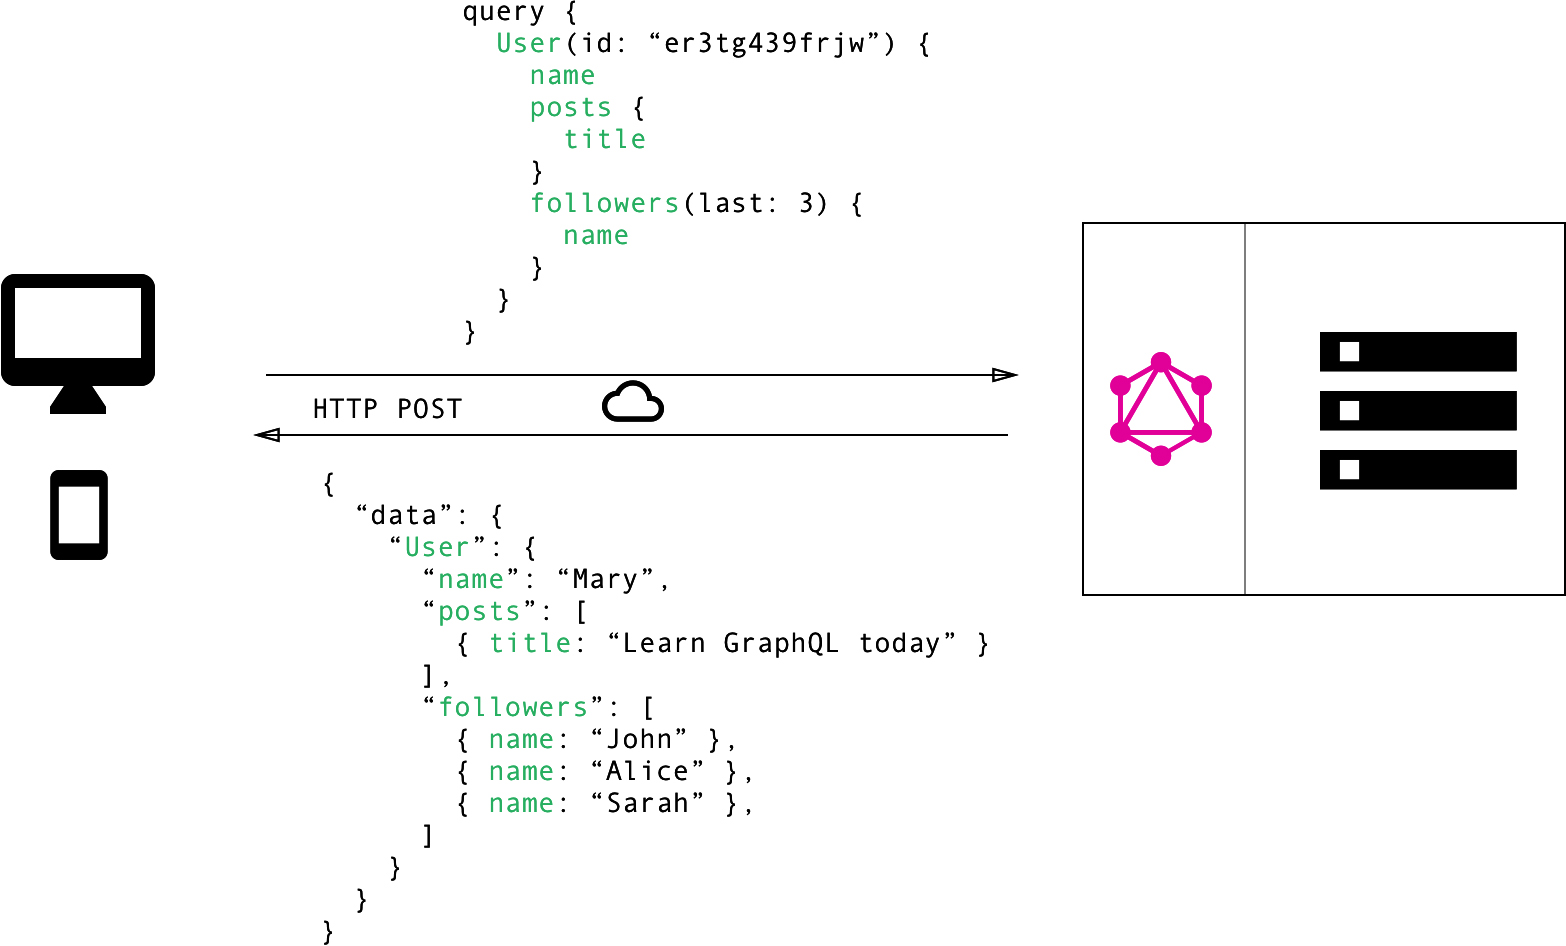 query {
  User(id: “er3tg439frjw”) {
    name
    posts {
      title
    }
    followers(last: 3) {
      name
    }
  }
}
HTTP POST
{
  “data”: {
    “User”: {
      “name”: “Mary”,
      “posts”: [
        { title: “Learn GraphQL today” }
      ],
      “followers”: [
        { name: “John” },
        { name: “Alice” },
        { name: “Sarah” },
      ]
    }
  }
}